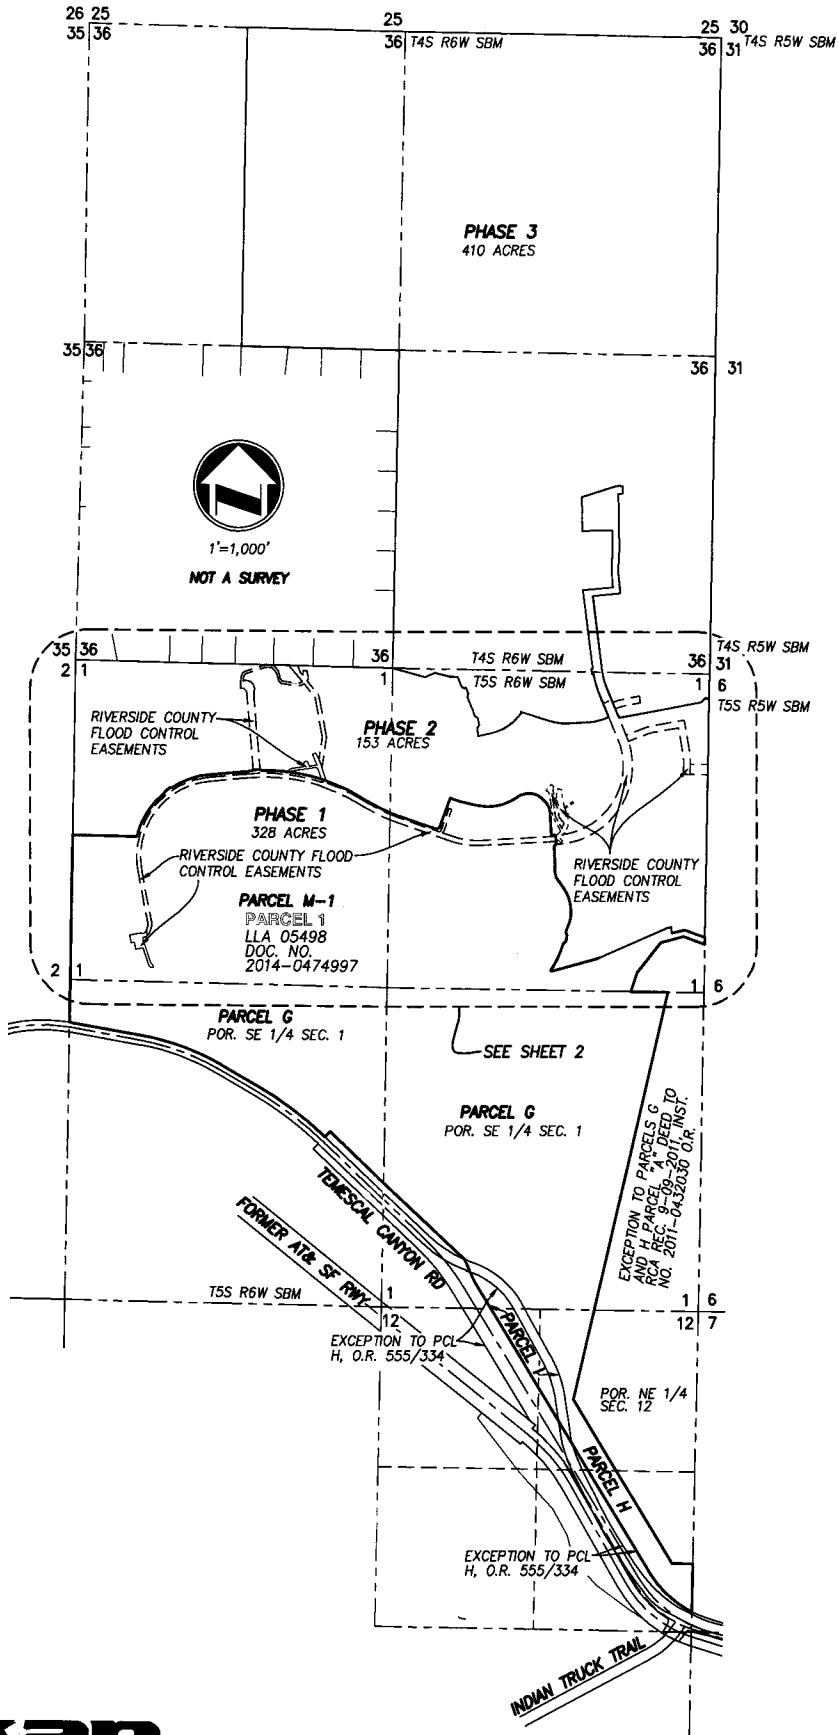 26 25
35 36
25
36 T4S R6W SBM
25 30
36 31 T4S R5W SBM
PHASE 3
410 ACRES
35 36
36 31
1"=1,000'
NOT A SURVEY
35 36
2 1
36
1
T4S R6W SBM
T5S R6W SBM
36 31
1 6
T4S R5W SBM
T5S R5W SBM
RIVERSIDE COUNTY
FLOOD CONTROL
EASEMENTS
PHASE 2
153 ACRES
PHASE 1
328 ACRES
RIVERSIDE COUNTY FLOOD
CONTROL EASEMENTS
RIVERSIDE COUNTY
FLOOD CONTROL
EASEMENTS
PARCEL M-1
PARCEL 1
LLA 05498
DOC. NO.
2014-0474997
2 1
1 6
PARCEL G
POR. SE 1/4 SEC. 1
SEE SHEET 2
PARCEL G
POR. SE 1/4 SEC. 1
EXCEPTION TO PARCELS G
AND H PARCEL "A" DEED TO
RCA REC. 9-09-2011, INST.
NO. 2011-0432030 O.R.
TEMESCAL CANYON RD
FORMER AT& SF RWY
T5S R6W SBM
1
12
1 6
12 7
EXCEPTION TO PCL
H, O.R. 555/334
PARCEL I
POR. NE 1/4
SEC. 12
PARCEL H
EXCEPTION TO PCL
H, O.R. 555/334
INDIAN TRUCK TRAIL